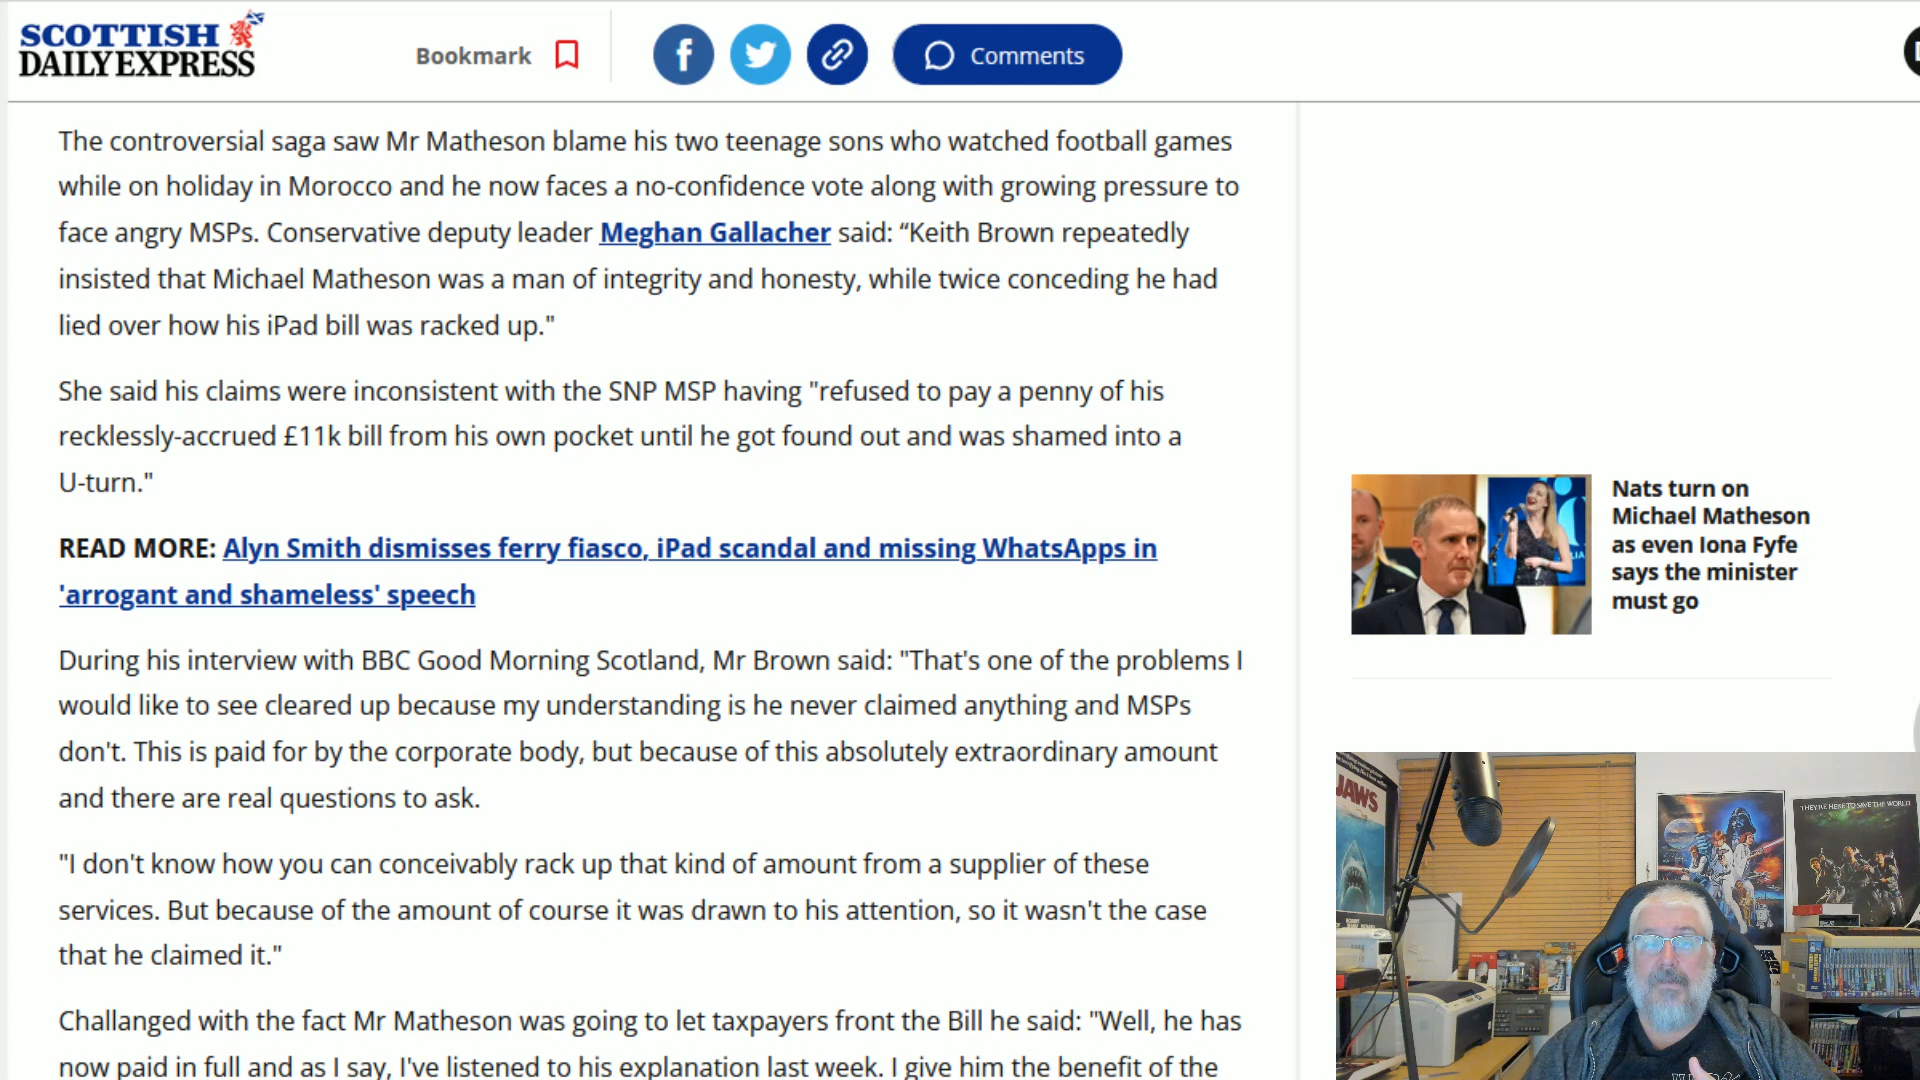 SCOTTISH
DAILY EXPRESS
Bookmark
Comments
The controversial saga saw Mr Matheson blame his two teenage sons who watched football games
while on holiday in Morocco and he now faces a no-confidence vote along with growing pressure to
face angry MSPs. Conservative deputy leader Meghan Gallacher said: “Keith Brown repeatedly
insisted that Michael Matheson was a man of integrity and honesty, while twice conceding he had
lied over how his iPad bill was racked up."
She said his claims were inconsistent with the SNP MSP having "refused to pay a penny of his
recklessly-accrued £11k bill from his own pocket until he got found out and was shamed into a
U-turn."
READ MORE: Alyn Smith dismisses ferry fiasco, iPad scandal and missing WhatsApps in
'arrogant and shameless' speech
During his interview with BBC Good Morning Scotland, Mr Brown said: "That's one of the problems I
would like to see cleared up because my understanding is he never claimed anything and MSPs
don't. This is paid for by the corporate body, but because of this absolutely extraordinary amount
and there are real questions to ask.
"I don't know how you can conceivably rack up that kind of amount from a supplier of these
services. But because of the amount of course it was drawn to his attention, so it wasn't the case
that he claimed it."
Challanged with the fact Mr Matheson was going to let taxpayers front the Bill he said: "Well, he has
now paid in full and as I say, I've listened to his explanation last week. I give him the benefit of the
Nats turn on
Michael Matheson
as even Iona Fyfe
says the minister
must go
JAWS
THEY'RE HERE TO SAVE THE WORLD